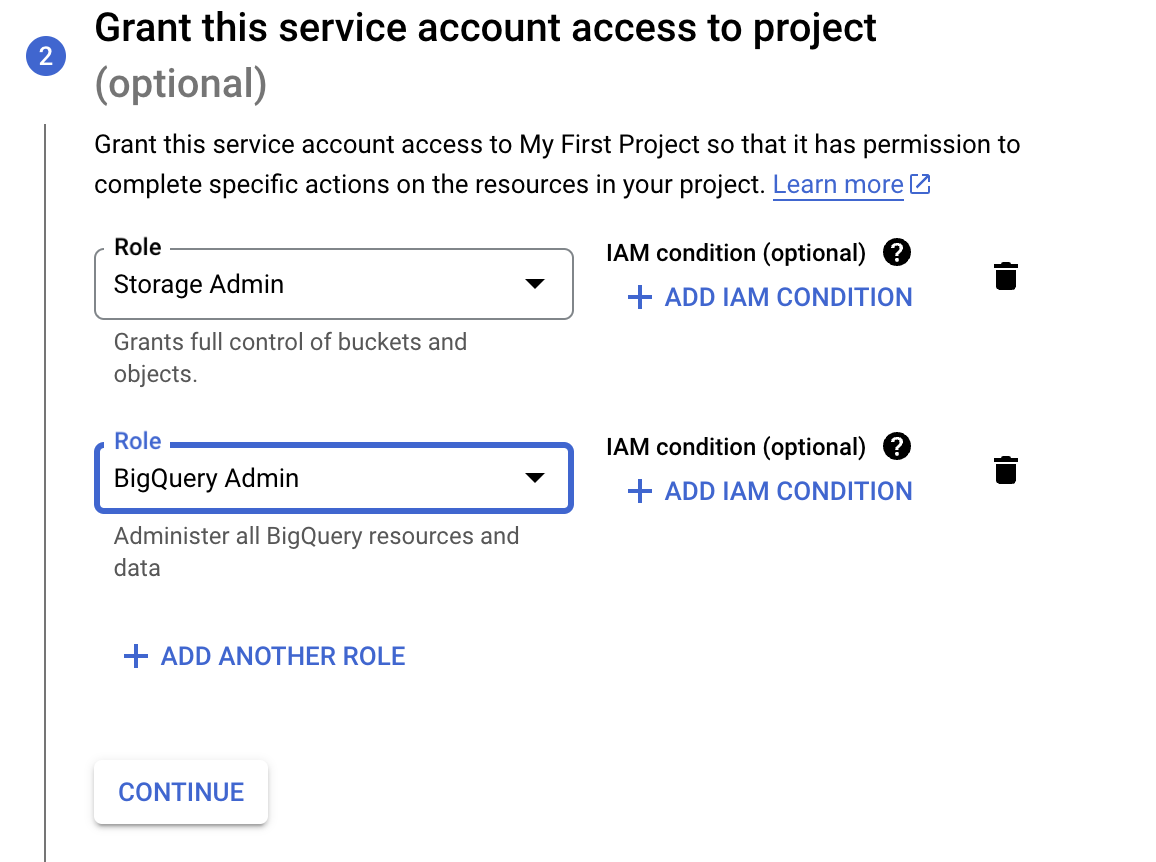 2
Grant this service account access to project
(optional)
Grant this service account access to My First Project so that it has permission to
complete specific actions on the resources in your project. Learn more
Role
Storage Admin
Grants full control of buckets and
objects.
IAM condition (optional) ?
+ ADD IAM CONDITION
Role
BigQuery Admin
Administer all BigQuery resources and
data
IAM condition (optional) ?
+ ADD IAM CONDITION
+ ADD ANOTHER ROLE
CONTINUE